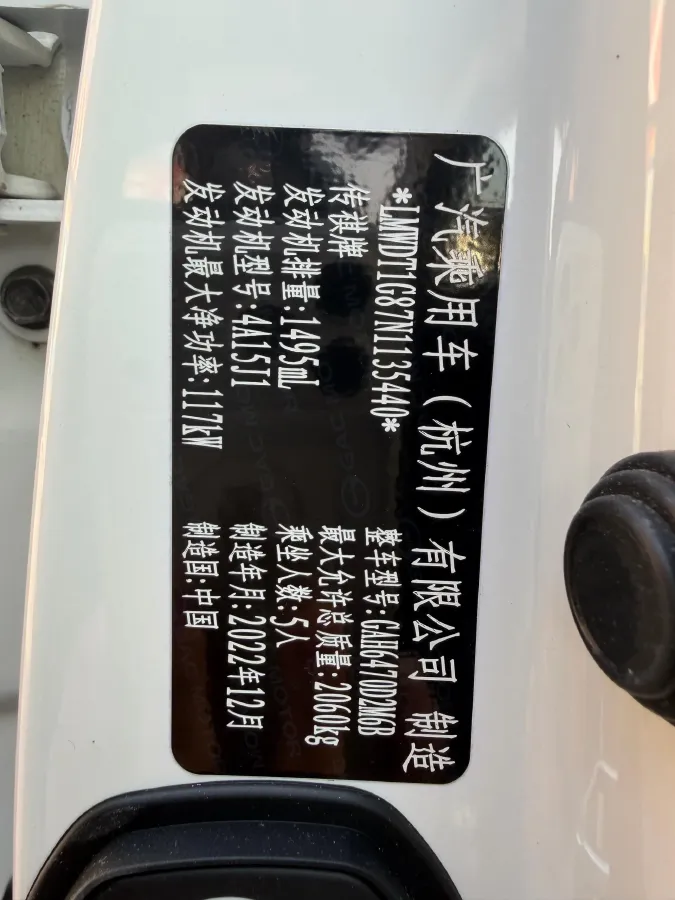 广汽乘用车（杭州）有限公司 制造
*LMWDT1G87N1135440*
传祺牌
整车型号:GAH6470D2M6B
发动机排量:1495mL
最大允许总质量:2060kg
发动机型号:4A15J1
乘坐人数:5人
发动机最大净功率:117kW
制造年月:2022年12月
制造国:中国